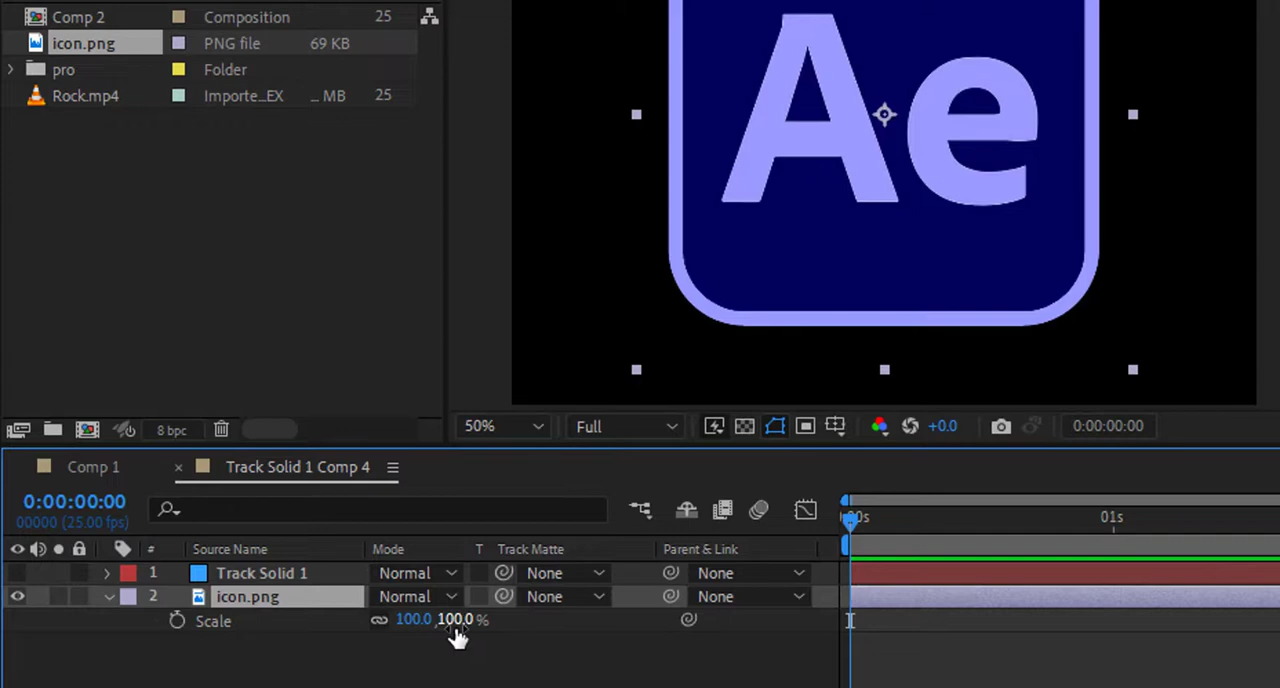 Comp 2 Composition 25
icon.png PNG file 69 KB
pro Folder
Rock.mp4 Importe_EX ... MB 25
Ae
8 bpc
50% Full +0.0 0:00:00:00
Comp 1 × Track Solid 1 Comp 4
0:00:00:00
00000 (25.00 fps)
:00s 01s
# Source Name Mode T Track Matte Parent & Link
1 Track Solid 1 Normal None None
2 icon.png Normal None None
Scale 100.0, 100.0 %